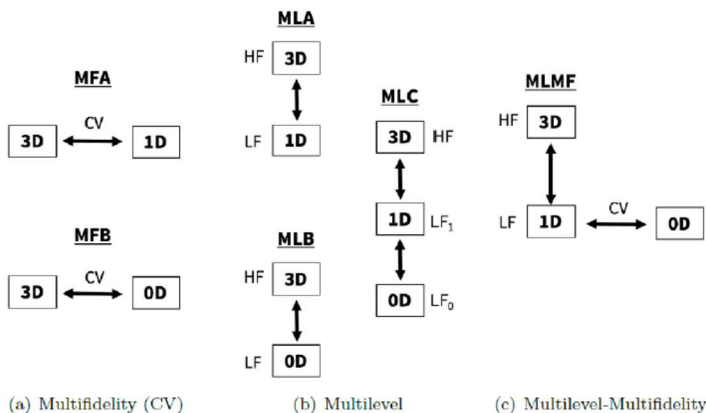 MFA
3D
CV
1D
MFB
3D
CV
0D
(a) Multifidelity (CV)
MLA
HF
3D
LF
1D
MLB
HF
3D
LF
0D
MLC
3D
HF
1D
LF1
0D
LF0
(b) Multilevel
MLMF
HF
3D
LF
1D
CV
0D
(c) Multilevel-Multifidelity